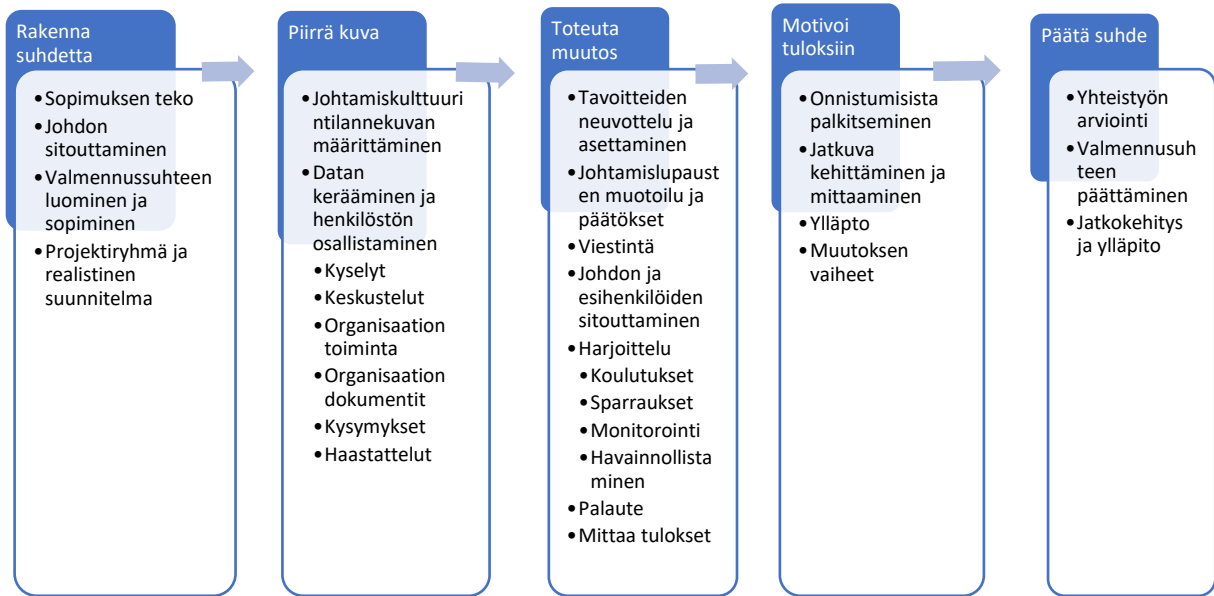 Rakenna
suhdetta
• Sopimuksen teko
• Johdon
sitouttaminen
• Valmennussuhteen
luominen ja
sopiminen
• Projektiryhmä ja
realistinen
suunnitelma
Piirrä kuva
• Johtamiskulttuuri
ntilannekuvan
määrittäminen
• Datan
kerääminen ja
henkilöstön
osallistaminen
• Kyselyt
• Keskustelut
• Organisaation
toiminta
• Organisaation
dokumentit
• Kysymykset
• Haastattelut
Toteuta
muutos
• Tavoitteiden
neuvottelu ja
asettaminen
• Johtamislupaust
en muotoilu ja
päätökset
• Viestintä
• Johdon ja
esihenkilöiden
sitouttaminen
• Harjoittelu
• Koulutukset
• Sparraukset
• Monitorointi
• Havainnollista
minen
• Palaute
• Mittaa tulokset
Motivoi
tuloksiin
• Onnistumisista
palkitseminen
• Jatkuva
kehittäminen ja
mittaaminen
• Ylläpto
• Muutoksen
vaiheet
Päätä suhde
• Yhteistyön
arviointi
• Valmennusuh
teen
päättäminen
• Jatkokehitys
ja ylläpito